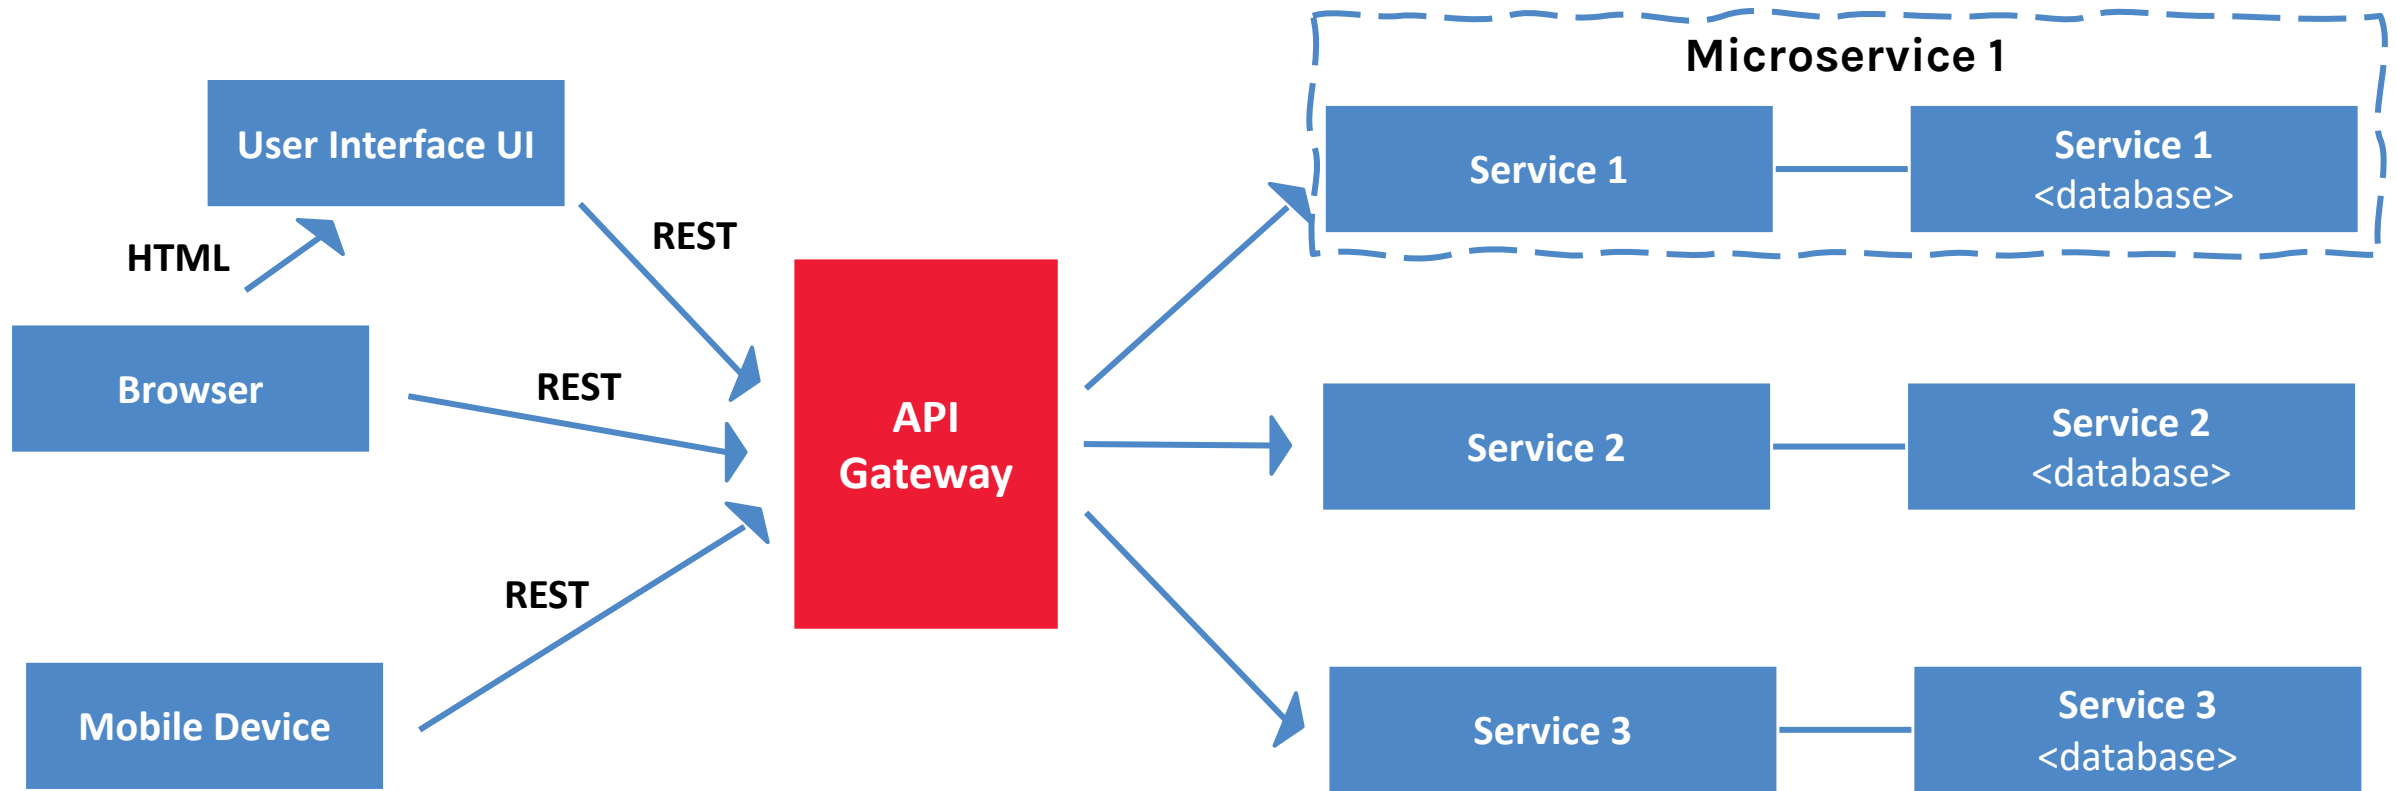 Microservice 1
User Interface UI
Service 1
Service 1
<database>
HTML
REST
Browser
REST
API
Gateway
Service 2
Service 2
<database>
REST
Mobile Device
Service 3
Service 3
<database>